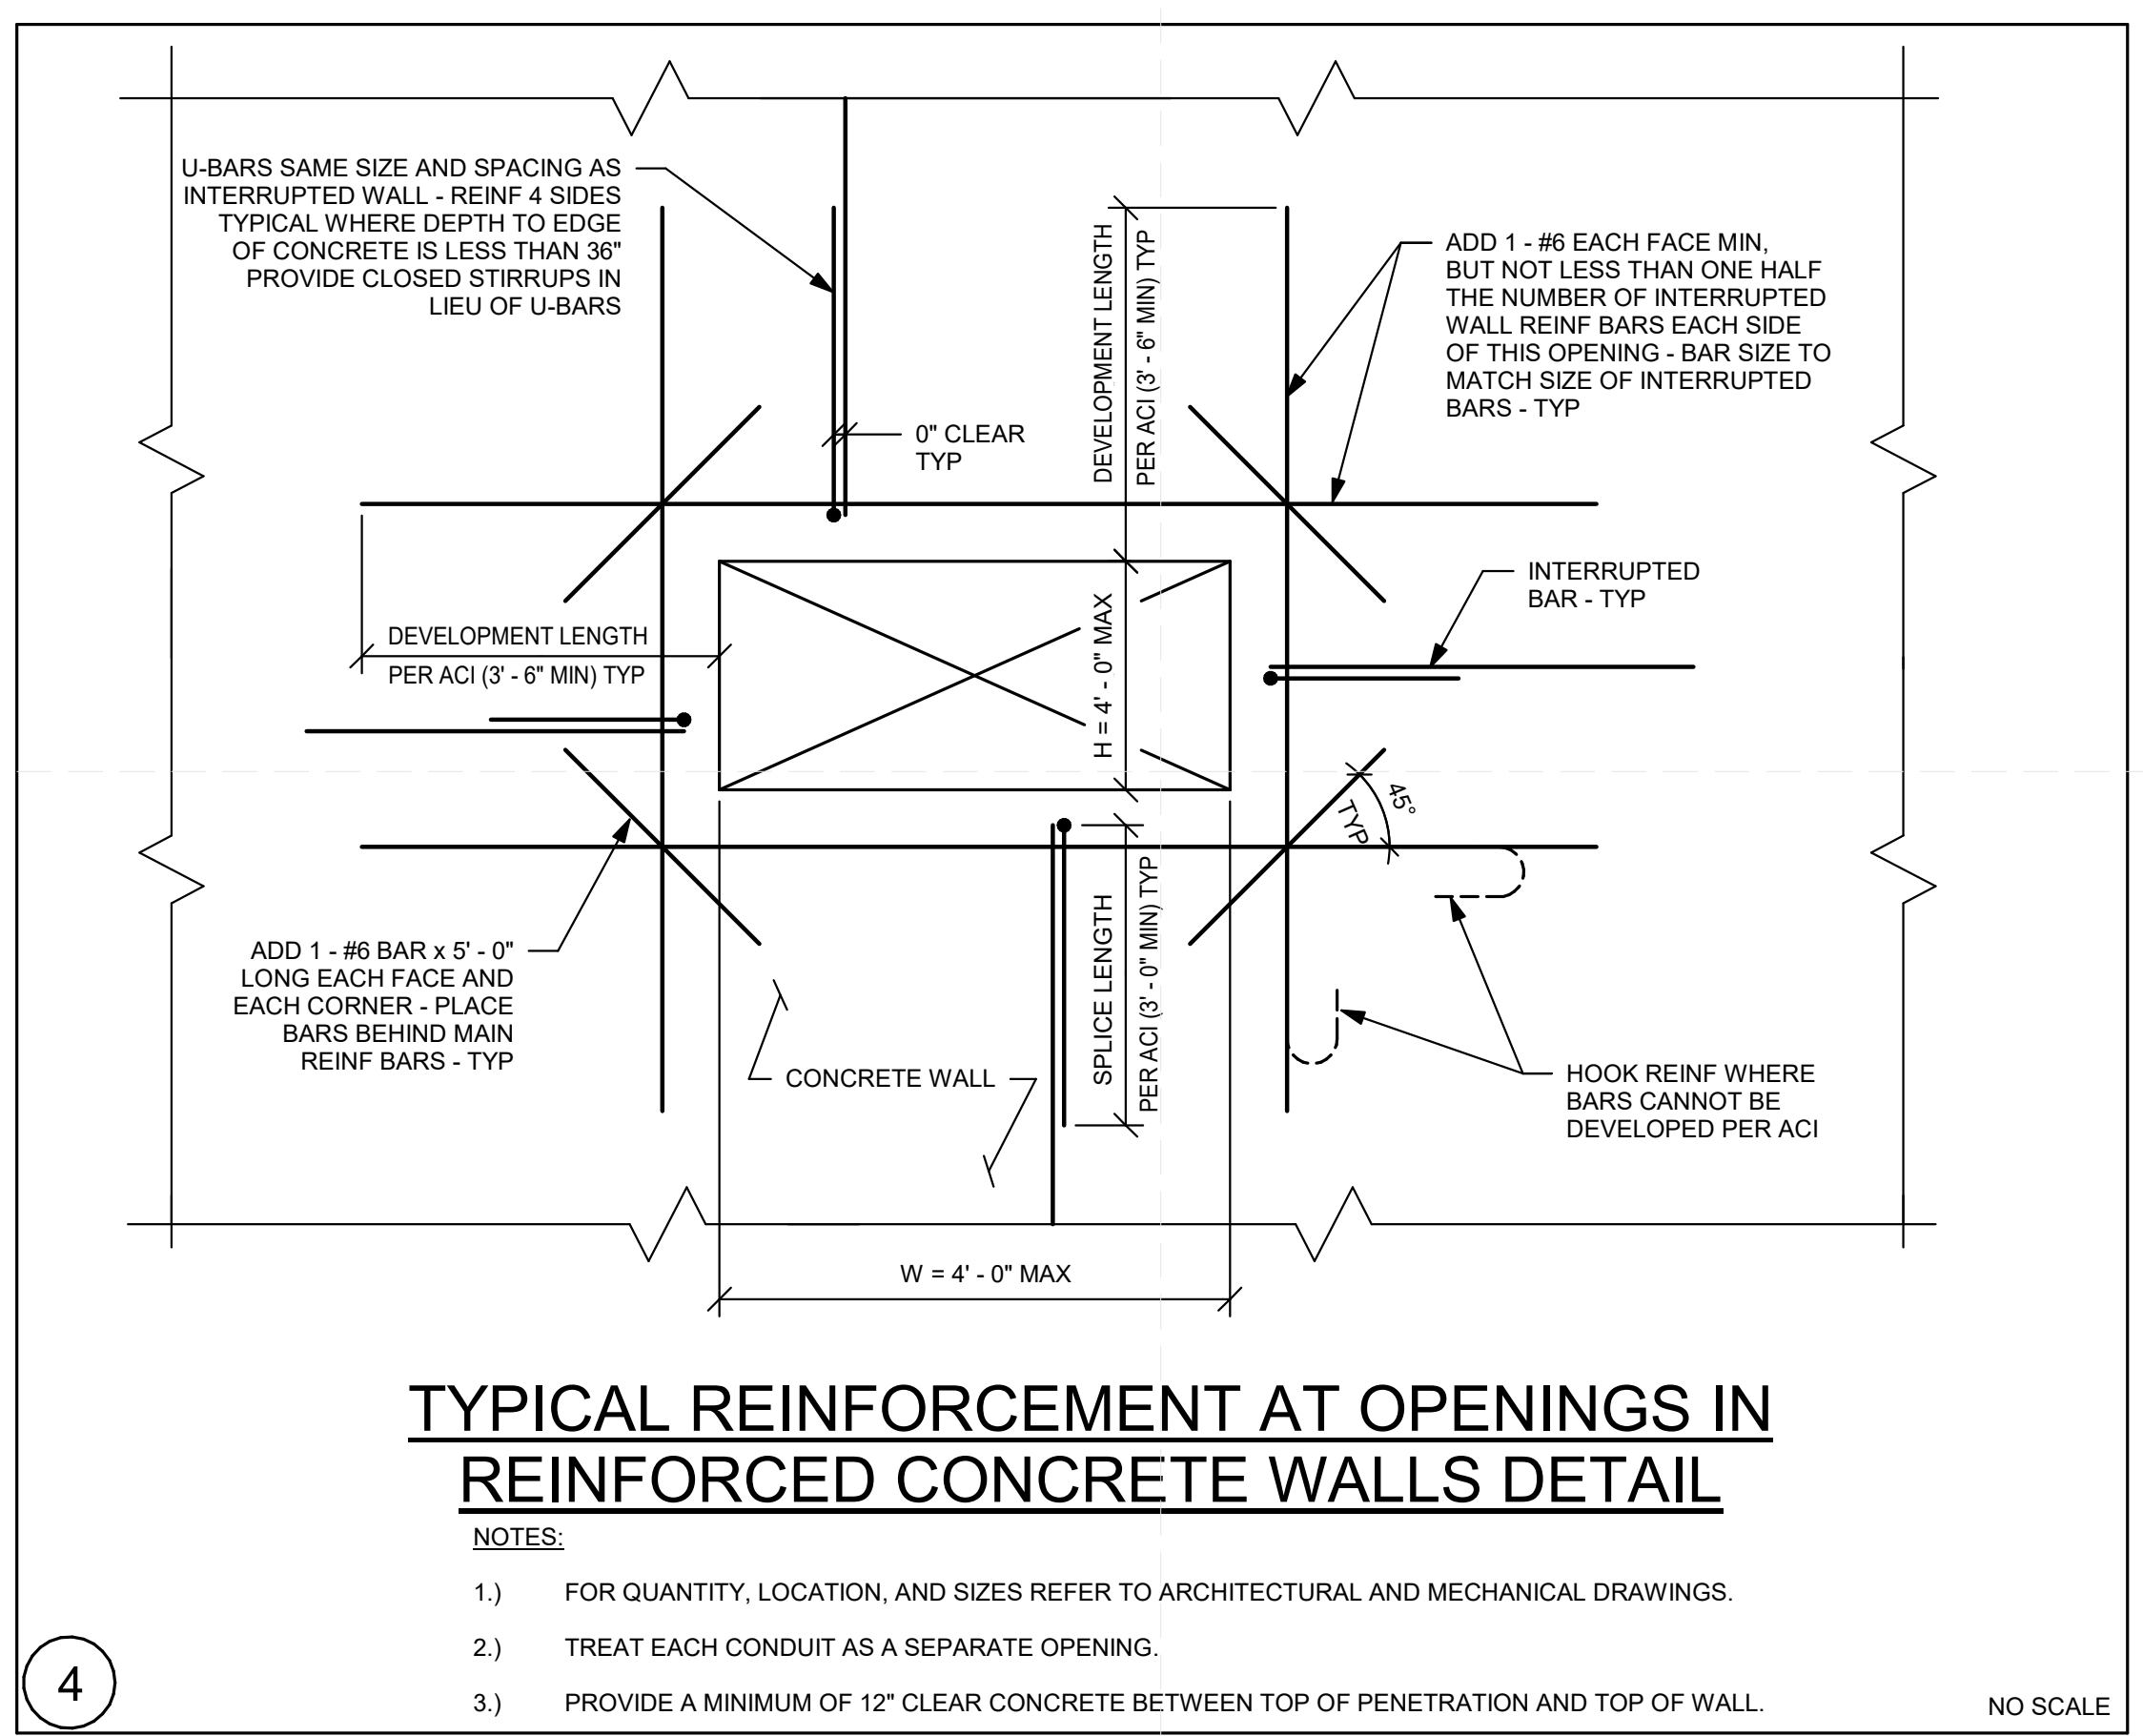 U-BARS SAME SIZE AND SPACING AS
INTERRUPTED WALL - REINF 4 SIDES
TYPICAL WHERE DEPTH TO EDGE
OF CONCRETE IS LESS THAN 36"
PROVIDE CLOSED STIRRUPS IN
LIEU OF U-BARS
DEVELOPMENT LENGTH
PER ACI (3' - 6" MIN) TYP
ADD 1 - #6 EACH FACE MIN,
BUT NOT LESS THAN ONE HALF
THE NUMBER OF INTERRUPTED
WALL REINF BARS EACH SIDE
OF THIS OPENING - BAR SIZE TO
MATCH SIZE OF INTERRUPTED
BARS - TYP
0" CLEAR
TYP
INTERRUPTED
BAR - TYP
DEVELOPMENT LENGTH
PER ACI (3' - 6" MIN) TYP
H = 4' - 0" MAX
45°
TYP
ADD 1 - #6 BAR x 5' - 0"
LONG EACH FACE AND
EACH CORNER - PLACE
BARS BEHIND MAIN
REINF BARS - TYP
SPLICE LENGTH
PER ACI (3' - 0" MIN) TYP
CONCRETE WALL
HOOK REINF WHERE
BARS CANNOT BE
DEVELOPED PER ACI
W = 4' - 0" MAX
TYPICAL REINFORCEMENT AT OPENINGS IN
REINFORCED CONCRETE WALLS DETAIL
NOTES:
1.) FOR QUANTITY, LOCATION, AND SIZES REFER TO ARCHITECTURAL AND MECHANICAL DRAWINGS.
2.) TREAT EACH CONDUIT AS A SEPARATE OPENING.
3.) PROVIDE A MINIMUM OF 12" CLEAR CONCRETE BETWEEN TOP OF PENETRATION AND TOP OF WALL.
4
NO SCALE